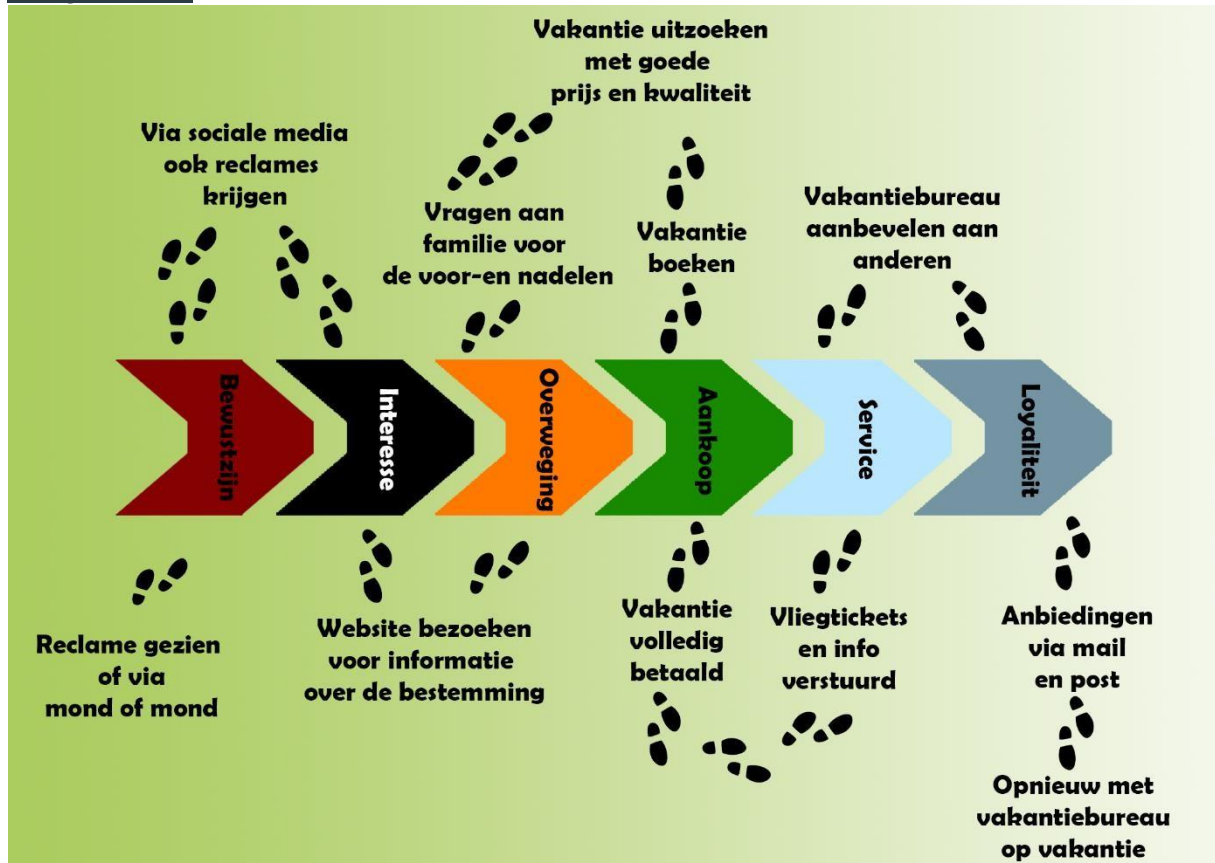 Vakantie uitzoeken
met goede
prijs en kwaliteit
Via sociale media
ook reclames
krijgen
Vragen aan
familie voor
de voor-en nadelen
Vakantie
boeken
Vakantiebureau
aanbevelen aan
anderen
Bewustzijn
Interesse
Overweging
Aankoop
Service
Loyaliteit
Reclame gezien
of via
mond of mond
Website bezoeken
voor informatie
over de bestemming
Vakantie
volledig
betaald
Vliegtickets
en info
verstuurd
Anbiedingen
via mail
en post
Opnieuw met
vakantiebureau
op vakantie